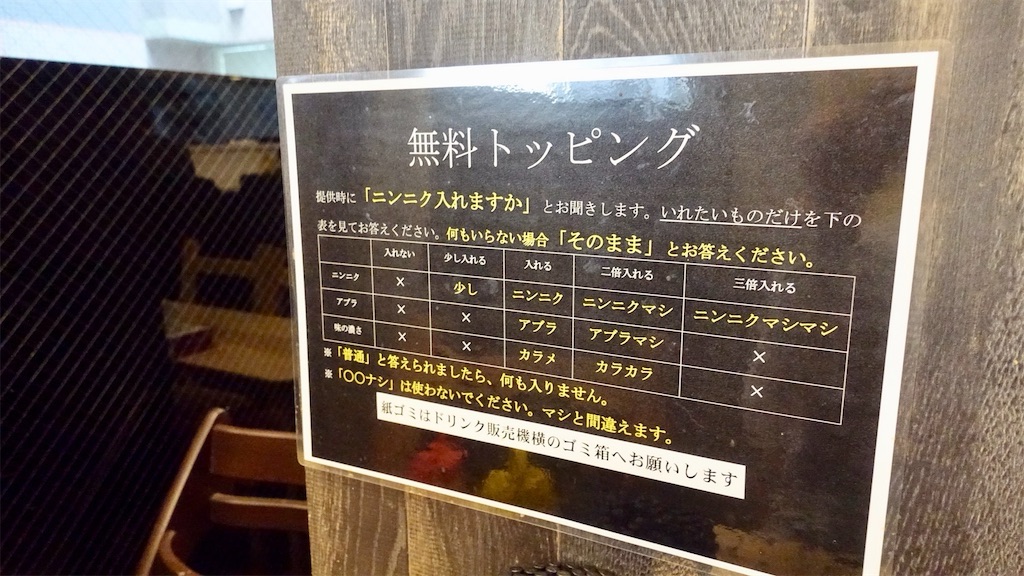 無料トッピング
提供時に「ニンニク入れますか」とお聞きします。いれたいものだけを下の
表を見てお答えください。何もいらない場合「そのまま」とお答えください。
入れない 少し入れる 入れる 二倍入れる 三倍入れる
ニンニク × 少し ニンニク ニンニクマシ ニンニクマシマシ
アブラ × × アブラ アブラマシ ×
味の濃さ × × カラメ カラカラ ×
※「普通」と答えられましたら、何も入りません。
※「〇〇ナシ」は使わないでください。マシと間違えます。
紙ゴミはドリンク販売機横のゴミ箱へお願いします